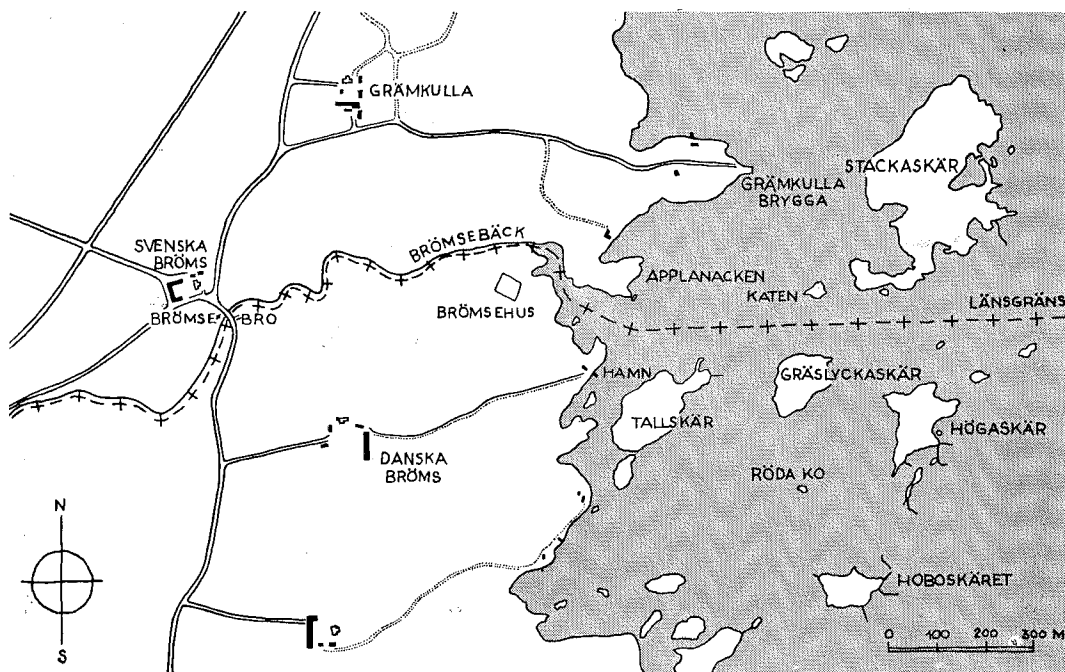 GRÄMKULLA
STACKASKÄR
GRÄMKULLA
BRYGGA
SVENSKA
BRÖMS
BRÖMSEBÄCK
APPLANACKEN
KATEN
BRÖMSEHUS
LÄNSGRÄNS
BRÖMSE BRO
HAMN
GRÄSLYCKASKÄR
TALLSKÄR
HÖGASKÄR
DANSKA
BRÖMS
RÖDA KO
N
HOBOSKÄRET
S
0 100 200 300 M